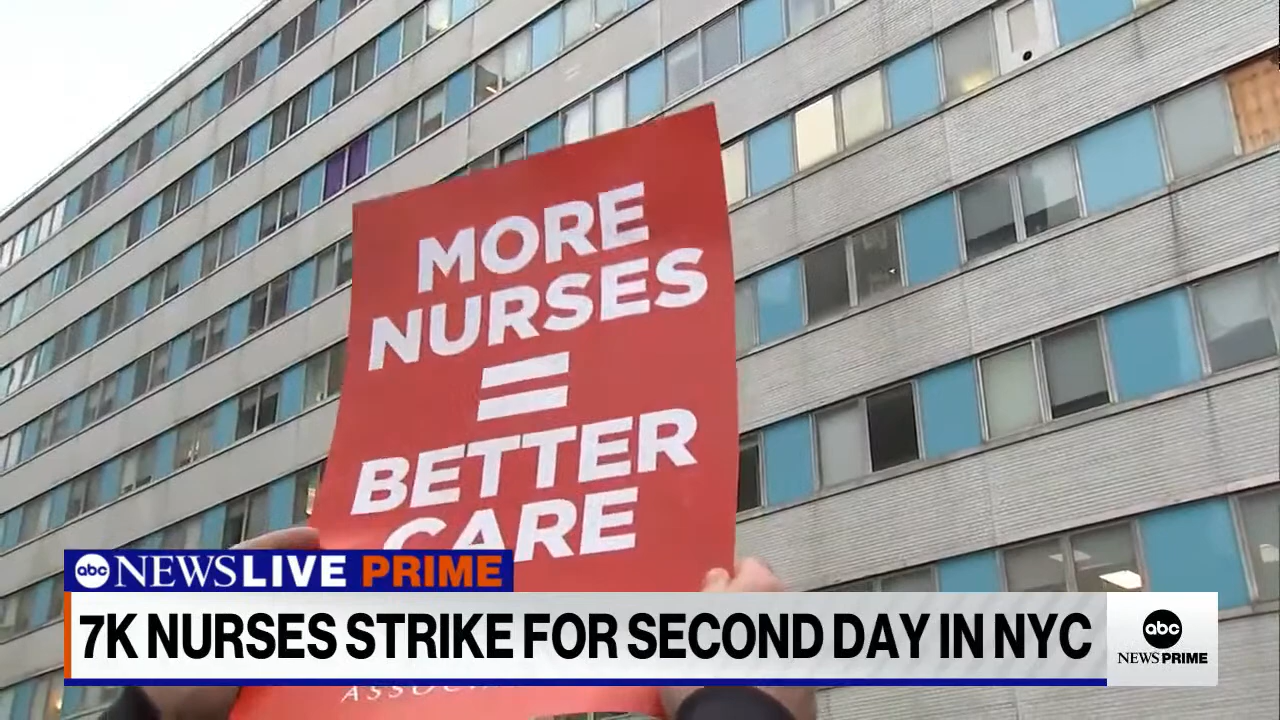 MORE
NURSES
=
BETTER
CARE
abc NEWS LIVE PRIME
7K NURSES STRIKE FOR SECOND DAY IN NYC
abc
NEWS PRIME